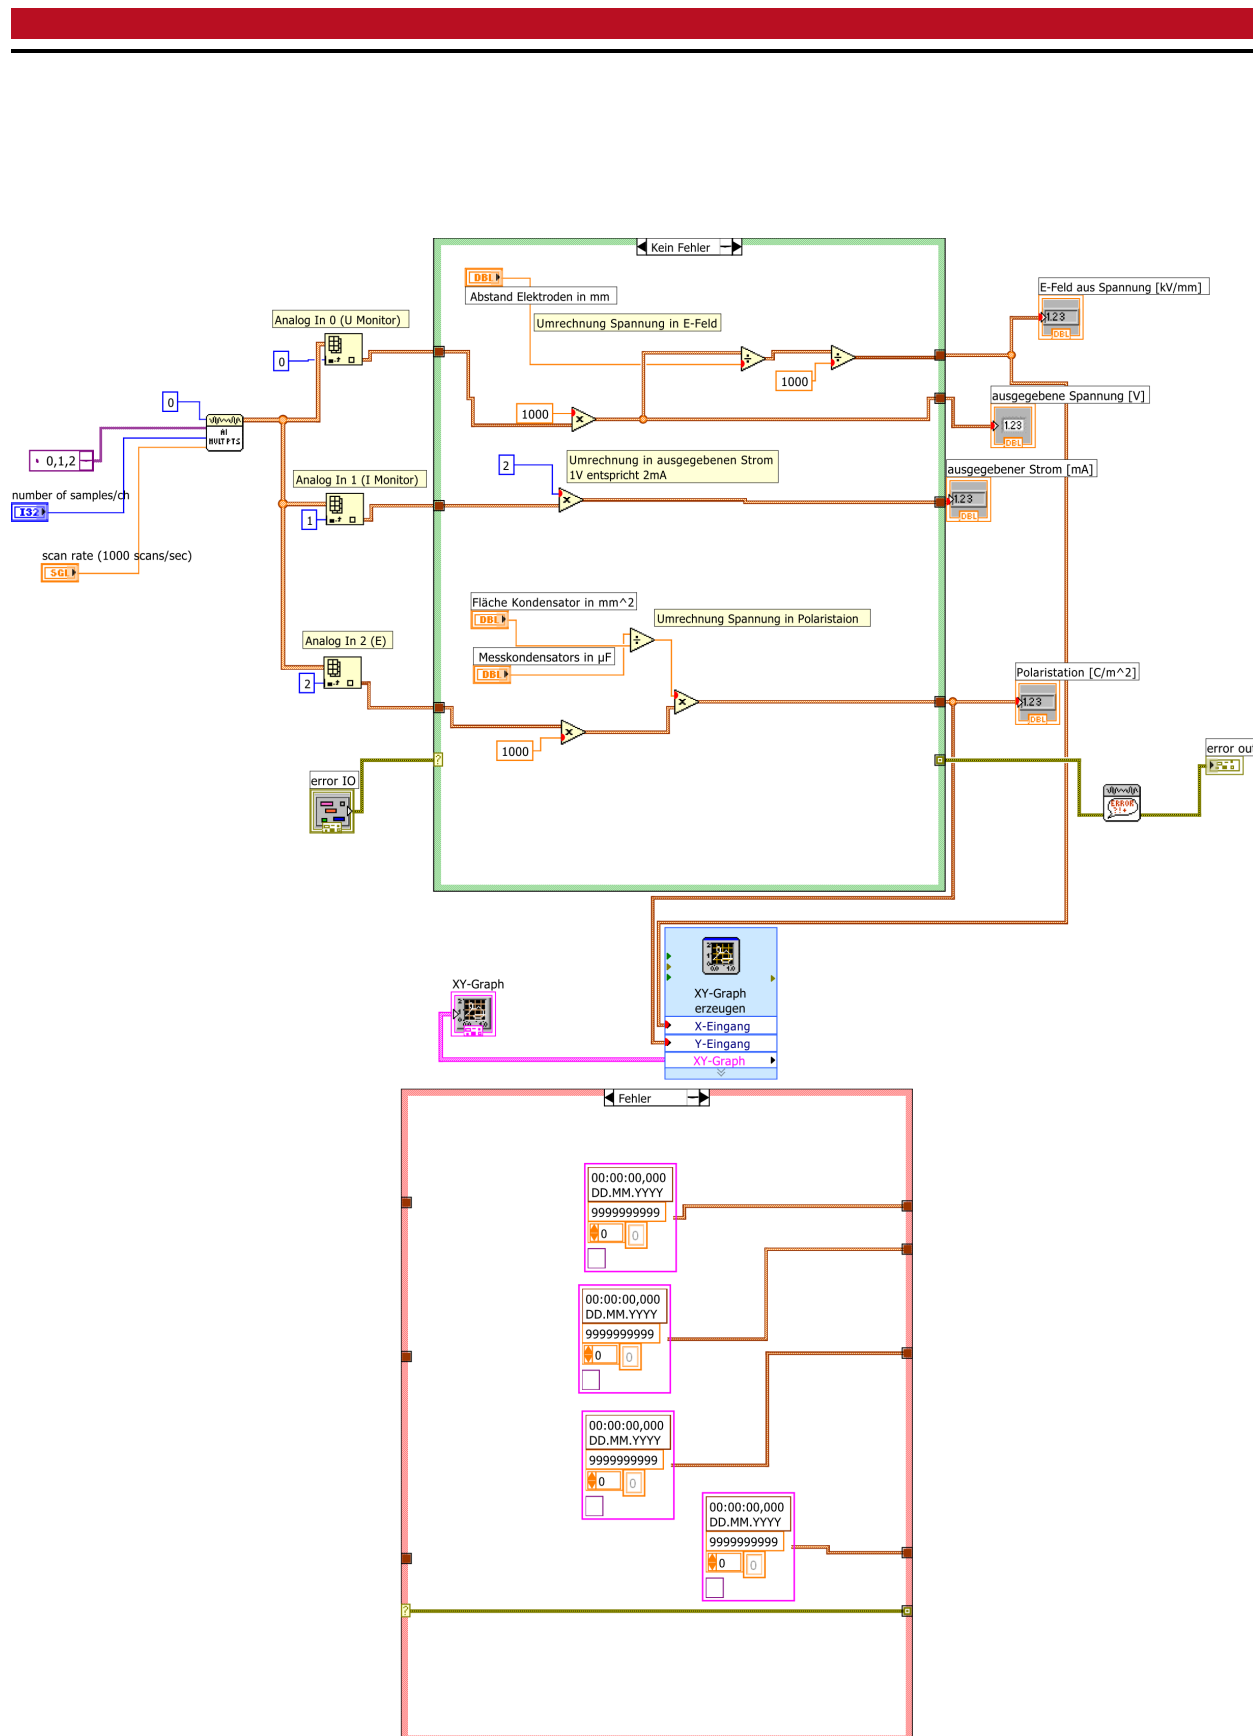 Kein Fehler
DBL
Abstand Elektroden in mm
E-Feld aus Spannung [kV/mm]
1.23
DBL
Analog In 0 (U Monitor)
Umrechnung Spannung in E-Feld
0
1000
0
ausgegebene Spannung [V]
1.23
DBL
1000
AI
MULT PTS
0,1,2
2
Umrechnung in ausgegebenen Strom
1V entspricht 2mA
ausgegebener Strom [mA]
1.23
DBL
Analog In 1 (I Monitor)
number of samples/ch
I32
1
scan rate (1000 scans/sec)
SGL
Fläche Kondensator in mm^2
DBL
Umrechnung Spannung in Polaristaion
Analog In 2 (E)
Messkondensators in µF
DBL
2
Polaristation [C/m^2]
1.23
DBL
1000
error IO
error out
ERROR
?!+
XY-Graph
XY-Graph
erzeugen
X-Eingang
Y-Eingang
XY-Graph
Fehler
00:00:00,000
DD.MM.YYYY
9999999999
0 0
00:00:00,000
DD.MM.YYYY
9999999999
0 0
00:00:00,000
DD.MM.YYYY
9999999999
0 0
00:00:00,000
DD.MM.YYYY
9999999999
0 0